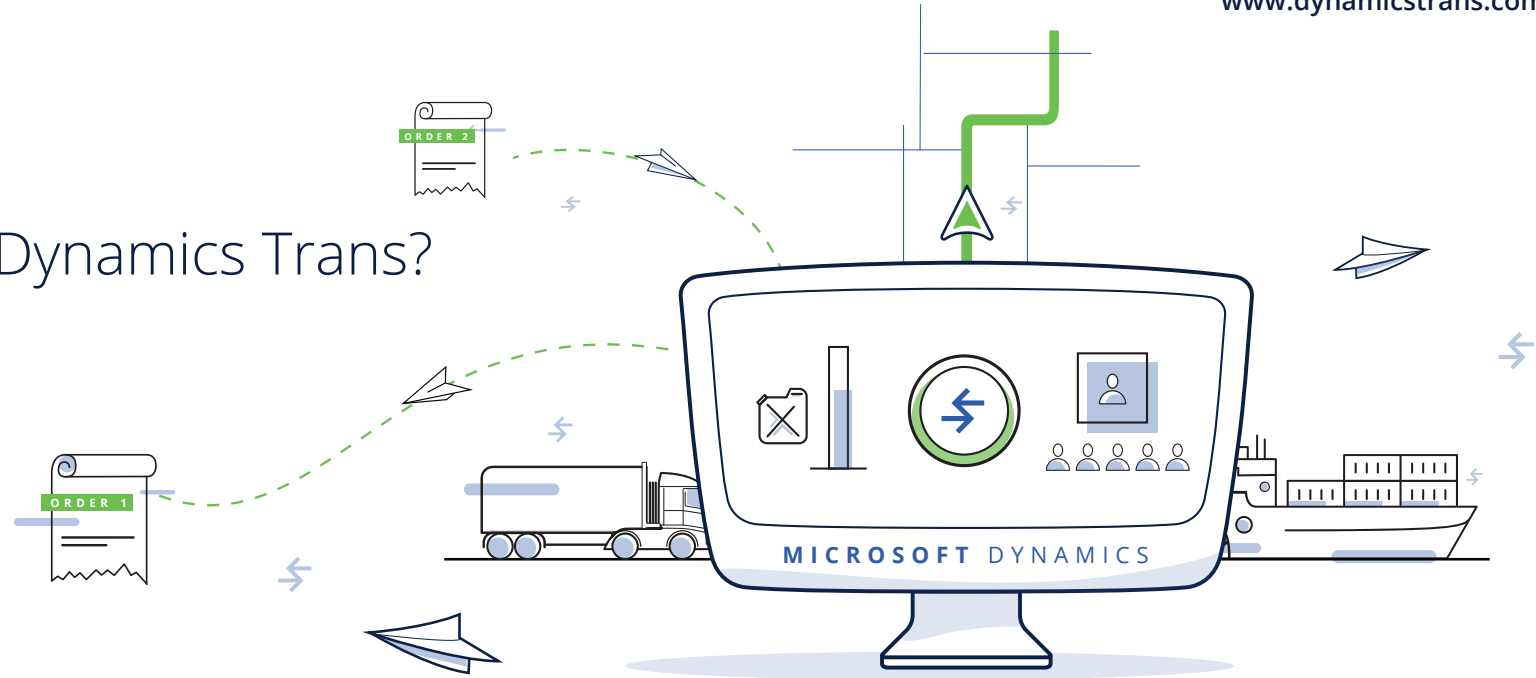 www.dynamicstrans.com
ORDER 2
Dynamics Trans?
ORDER 1
MICROSOFT DYNAMICS